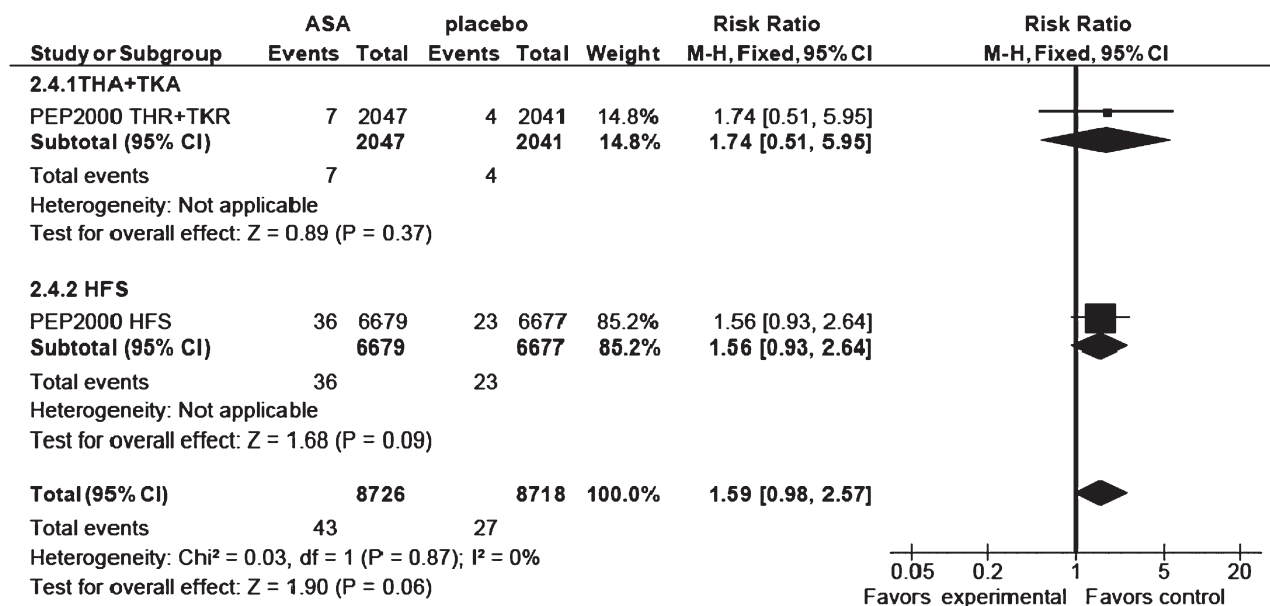 ASA placebo Risk Ratio Risk Ratio
Study or Subgroup Events Total Events Total Weight M-H, Fixed, 95% CI M-H, Fixed, 95% CI
2.4.1THA+TKA
PEP2000 THR+TKR 7 2047 4 2041 14.8% 1.74 [0.51, 5.95]
Subtotal (95% CI) 2047 2041 14.8% 1.74 [0.51, 5.95]
Total events 7 4
Heterogeneity: Not applicable
Test for overall effect: Z = 0.89 (P = 0.37)
2.4.2 HFS
PEP2000 HFS 36 6679 23 6677 85.2% 1.56 [0.93, 2.64]
Subtotal (95% CI) 6679 6677 85.2% 1.56 [0.93, 2.64]
Total events 36 23
Heterogeneity: Not applicable
Test for overall effect: Z = 1.68 (P = 0.09)
Total (95% CI) 8726 8718 100.0% 1.59 [0.98, 2.57]
Total events 43 27
Heterogeneity: Chi² = 0.03, df = 1 (P = 0.87); I² = 0%
Test for overall effect: Z = 1.90 (P = 0.06)
0.05 0.2 1 5 20
Favors experimental Favors control